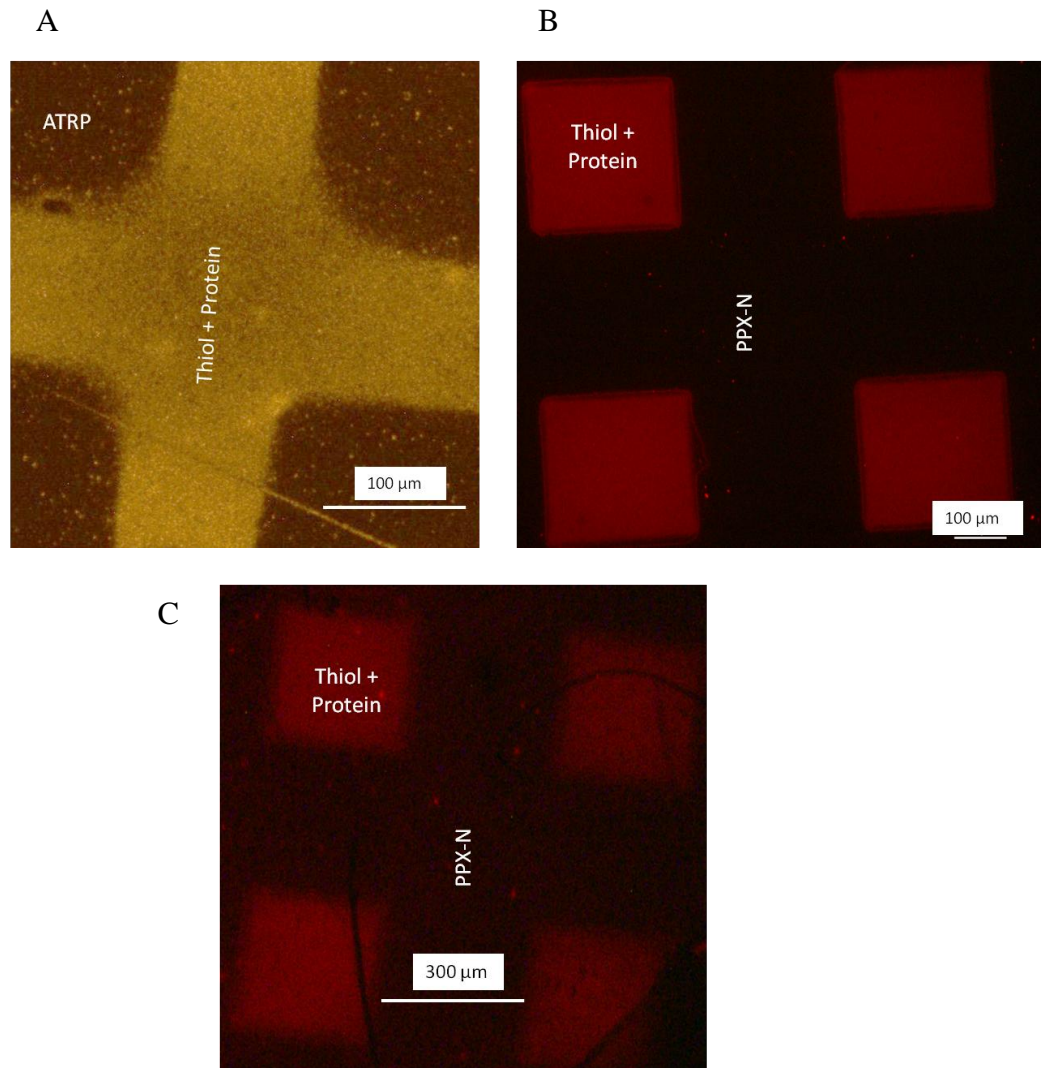 A
B
ATRP
Thiol + Protein
100 µm
Thiol +
Protein
PPX-N
100 µm
C
Thiol +
Protein
PPX-N
300 µm